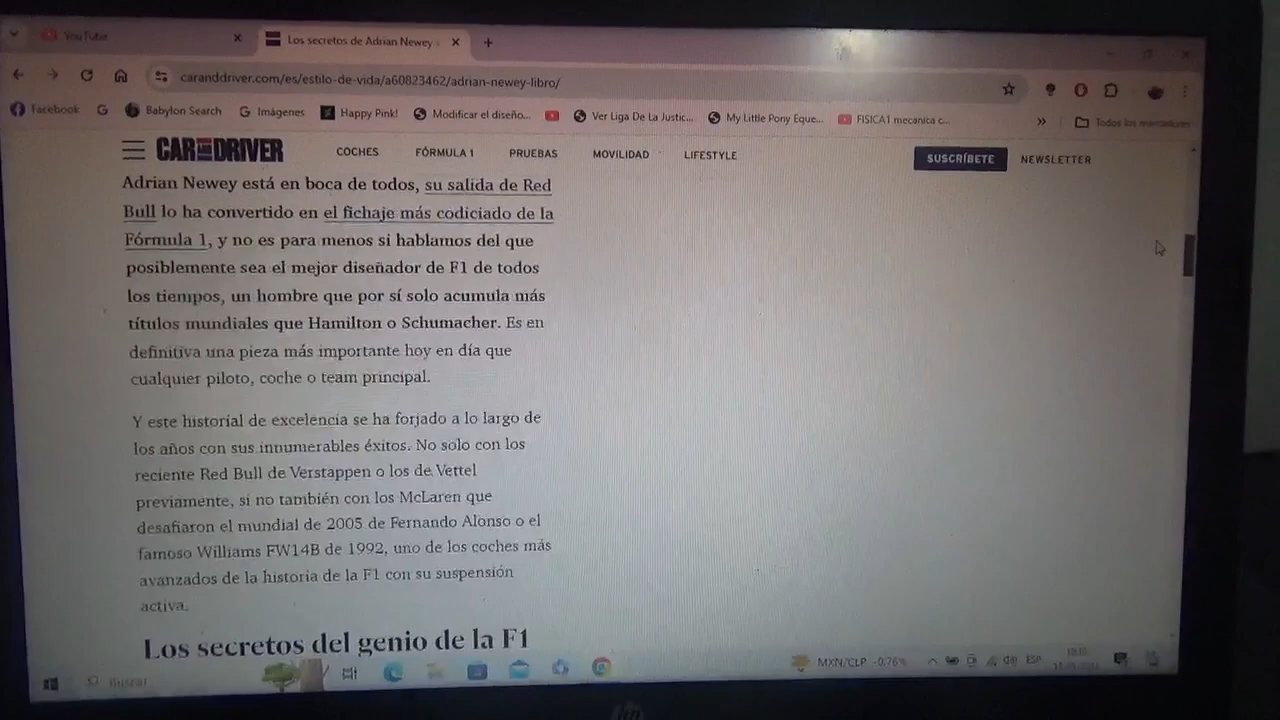 YouTube
Los secretos de Adrian Newey
caranddriver.com/es/estilo-de-vida/a60823462/adrian-newey-libro/
Facebook
Babylon Search
Imágenes
Happy Pink!
Modificar el diseño...
Ver Liga De La Justic...
My Little Pony Eque...
FISICA1 mecanica c...
»
Todos los marcadores
CAR AND DRIVER
COCHES
FÓRMULA 1
PRUEBAS
MOVILIDAD
LIFESTYLE
SUSCRÍBETE
NEWSLETTER
Adrian Newey está en boca de todos, su salida de Red
Bull lo ha convertido en el fichaje más codiciado de la
Fórmula 1, y no es para menos si hablamos del que
posiblemente sea el mejor diseñador de F1 de todos
los tiempos, un hombre que por sí solo acumula más
títulos mundiales que Hamilton o Schumacher. Es en
definitiva una pieza más importante hoy en día que
cualquier piloto, coche o team principal.
Y este historial de excelencia se ha forjado a lo largo de
los años con sus innumerables éxitos. No solo con los
reciente Red Bull de Verstappen o los de Vettel
previamente, si no también con los McLaren que
desafiaron el mundial de 2005 de Fernando Alonso o el
famoso Williams FW14B de 1992, uno de los coches más
avanzados de la historia de la F1 con su suspensión
activa.
Los secretos del genio de la F1
Buscar
MXN/CLP -0,76%
ESP
hp